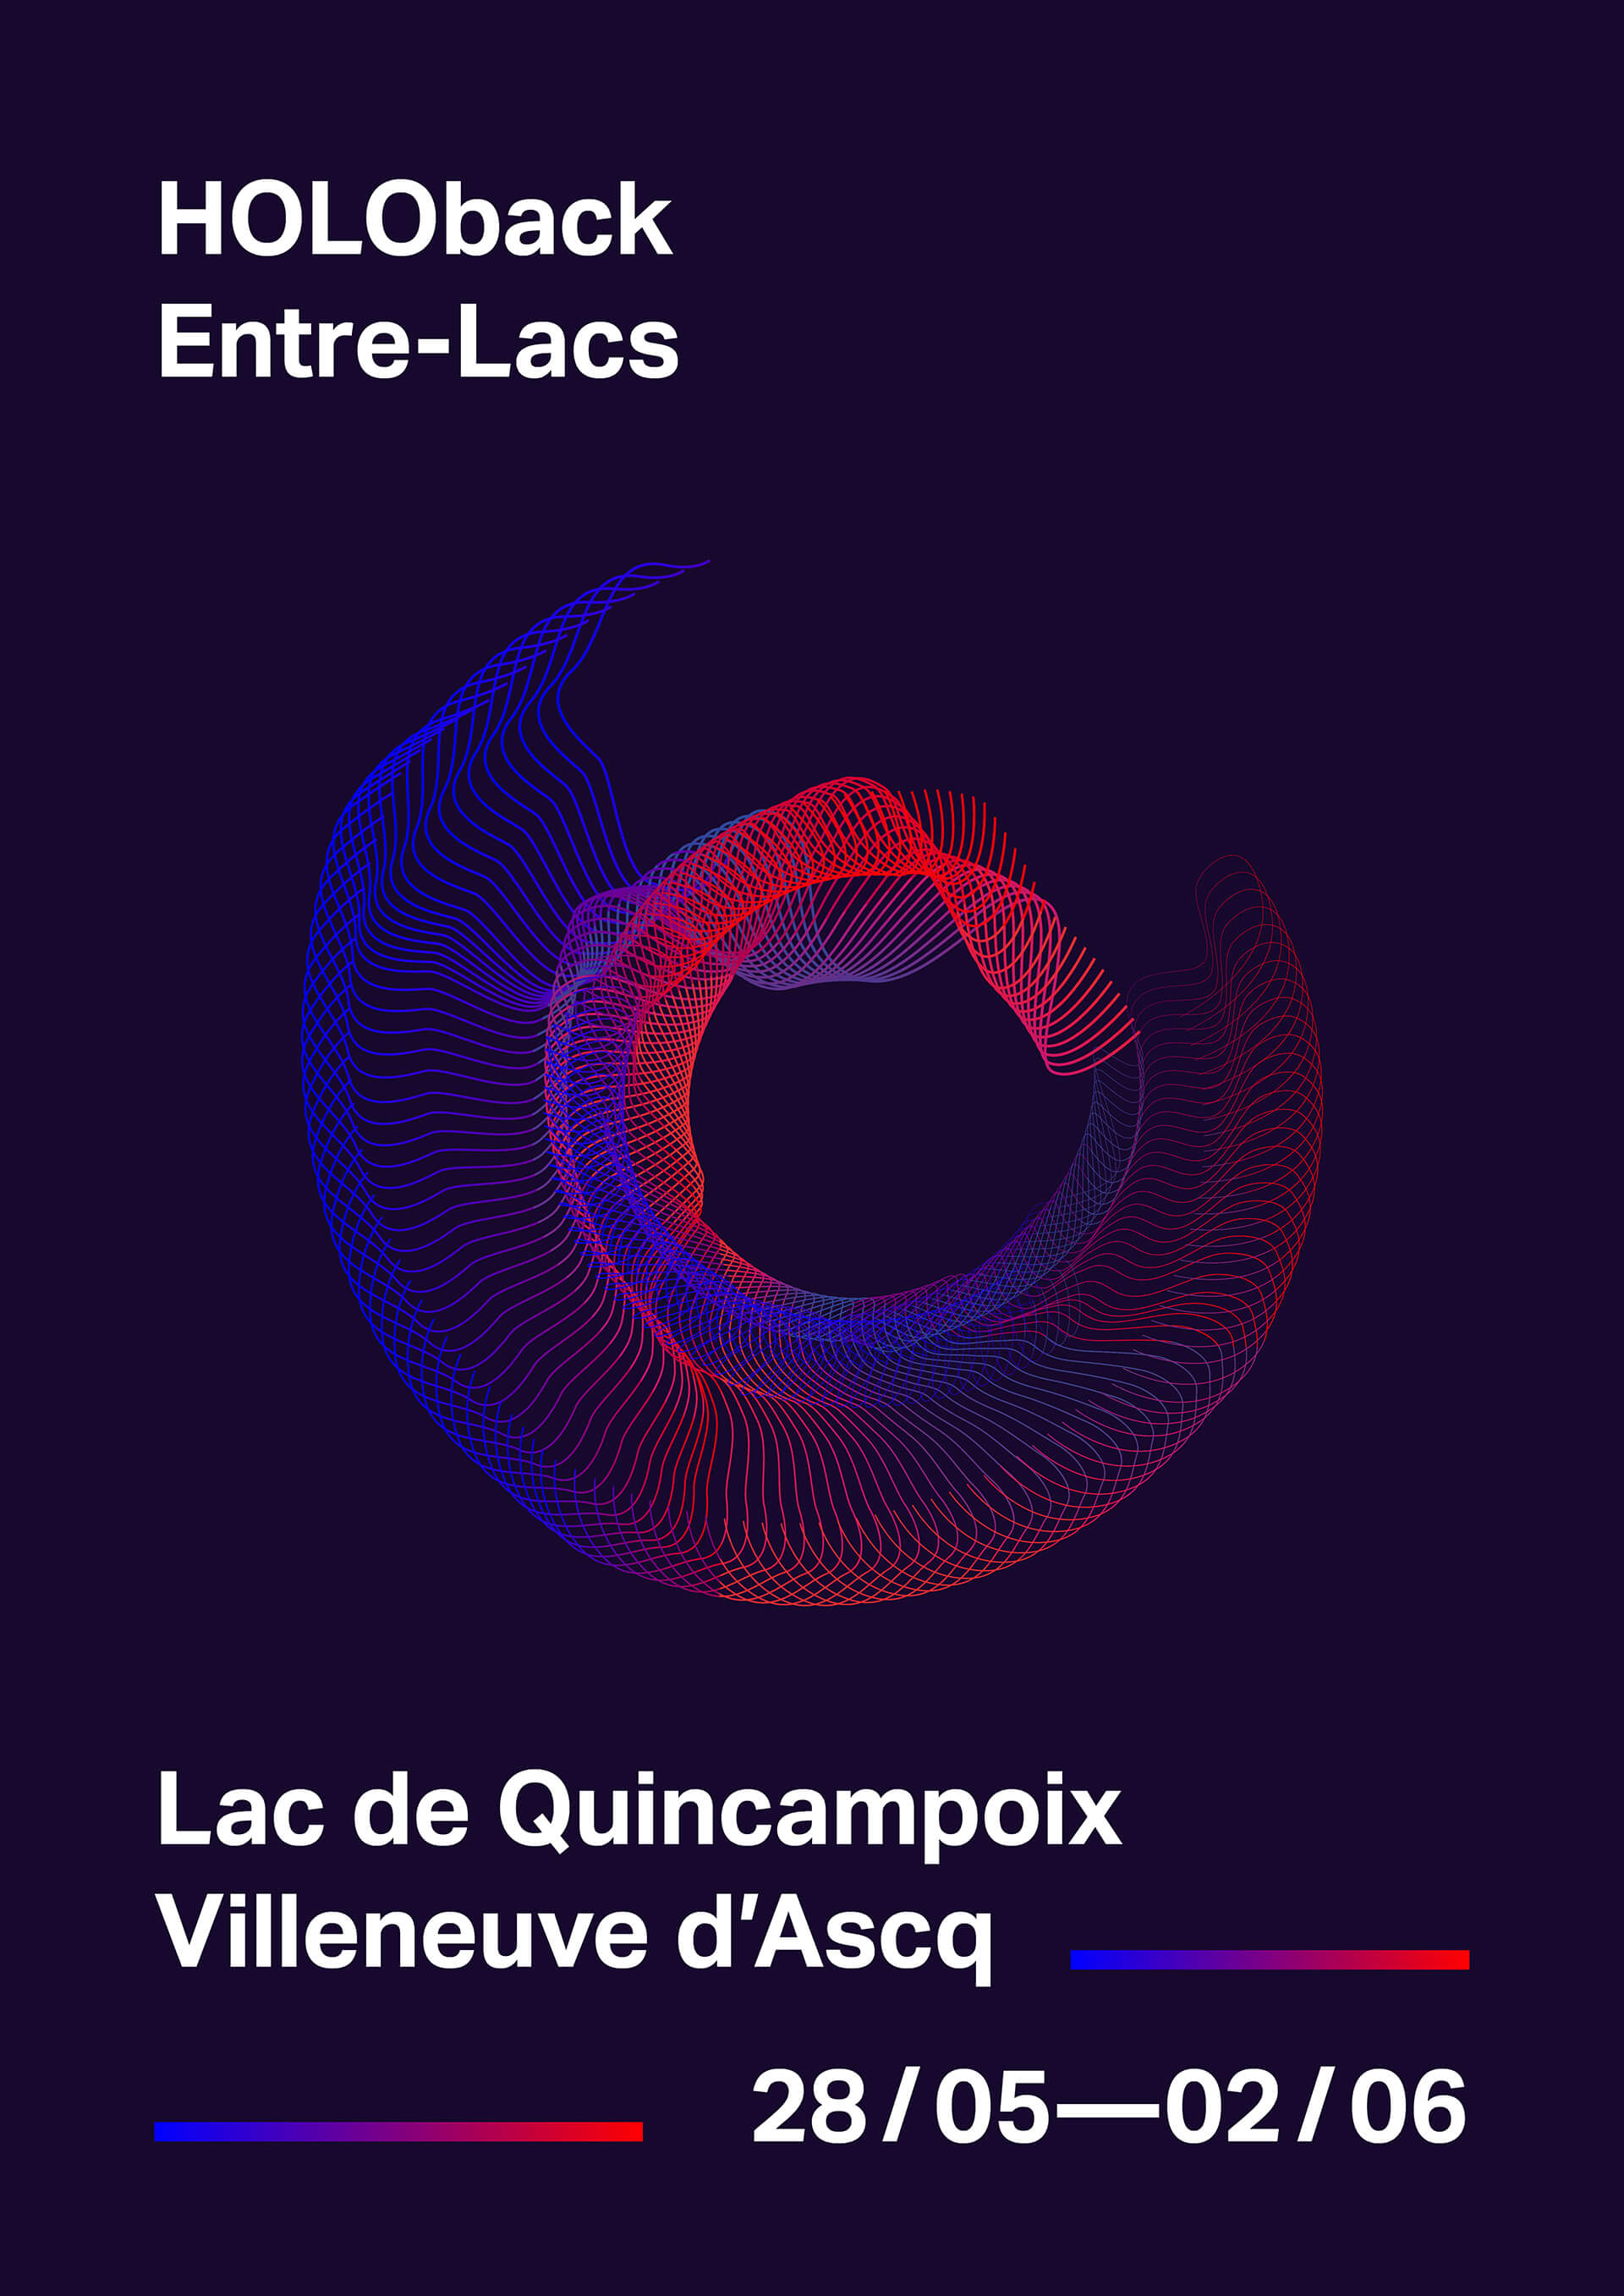 HOLOback
Entre-Lacs
Lac de Quincampoix
Villeneuve d’Ascq
28/05—02/06